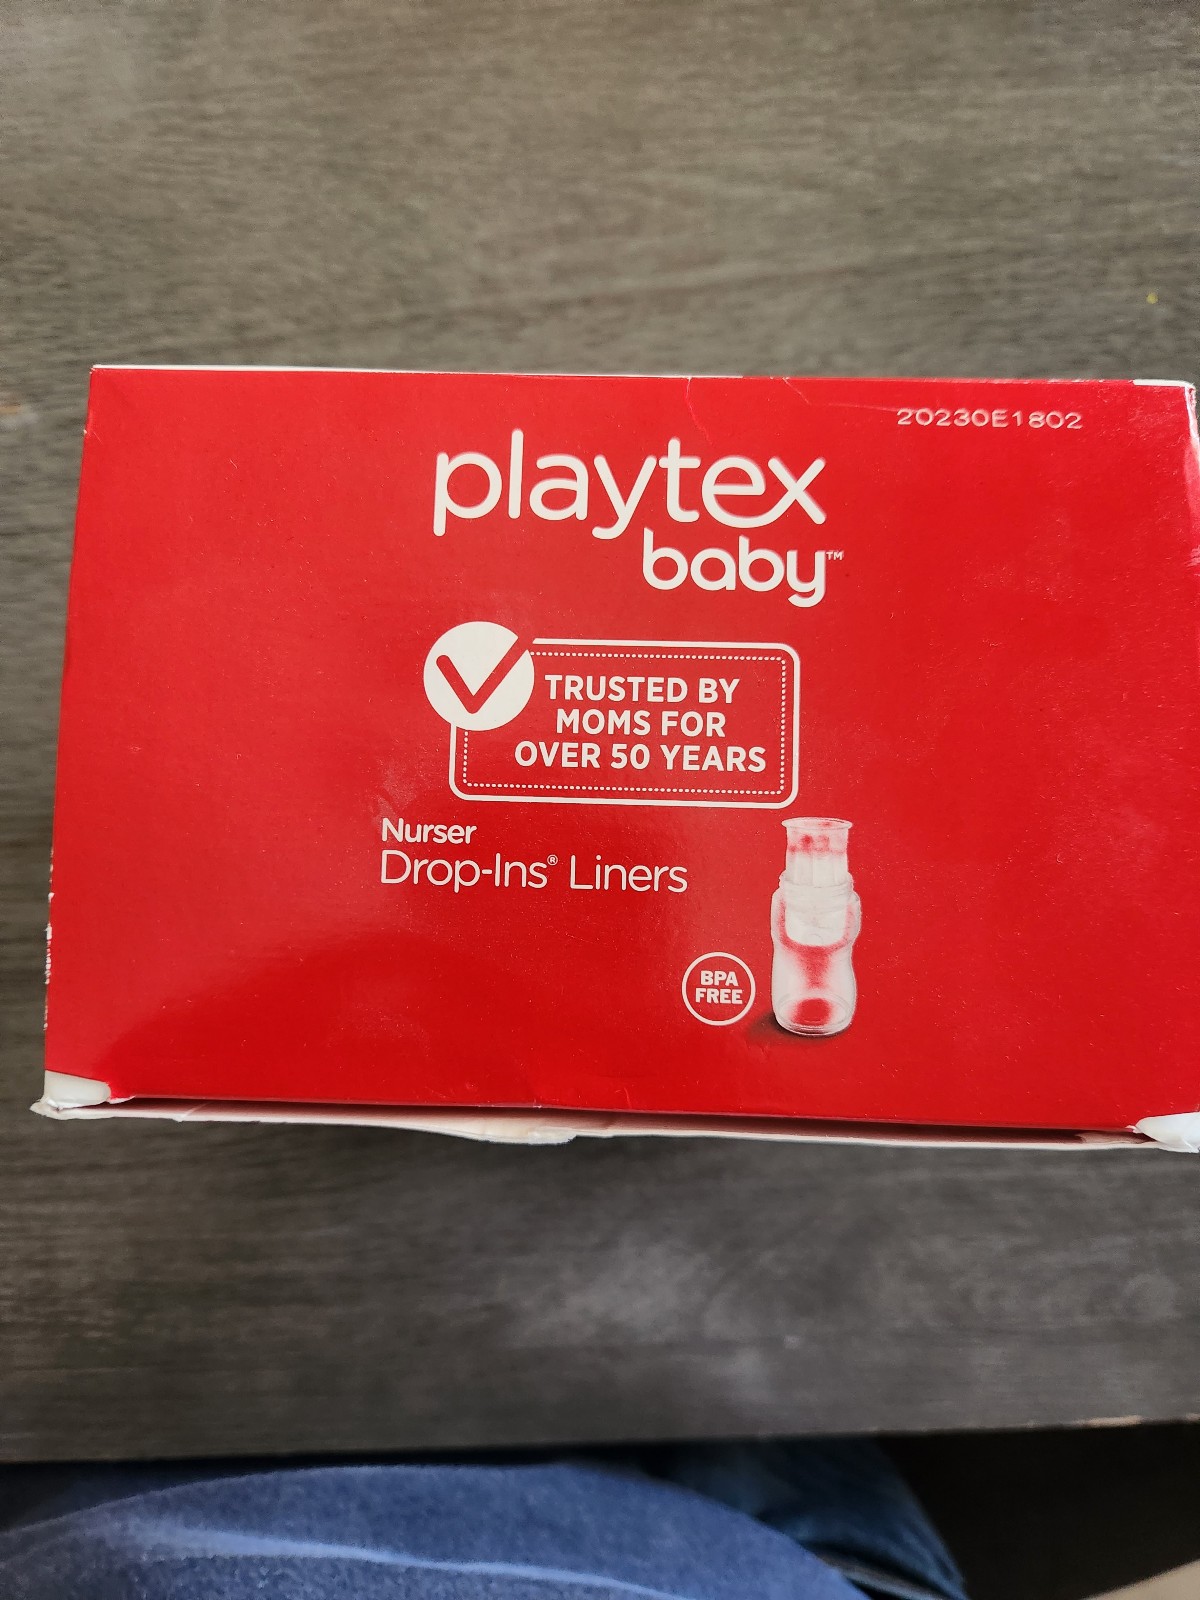 20230E1802
playtex
baby™
TRUSTED BY
MOMS FOR
OVER 50 YEARS
Nurser
Drop-Ins® Liners
BPA
FREE